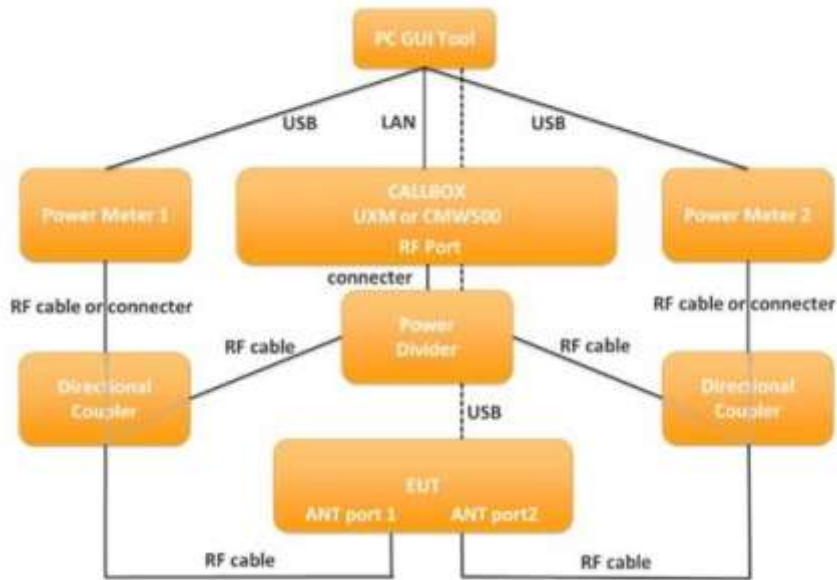 PC GUI Tool
USB
LAN
USB
Power Meter 1
CALLBOX
UXM or CMW500
RF Port
Power Meter 2
connecter
RF cable or connecter
RF cable or connecter
Power
Divider
RF cable
RF cable
Directional
Coupler
Directional
Coupler
USB
EUT
ANT port 1
ANT port2
RF cable
RF cable